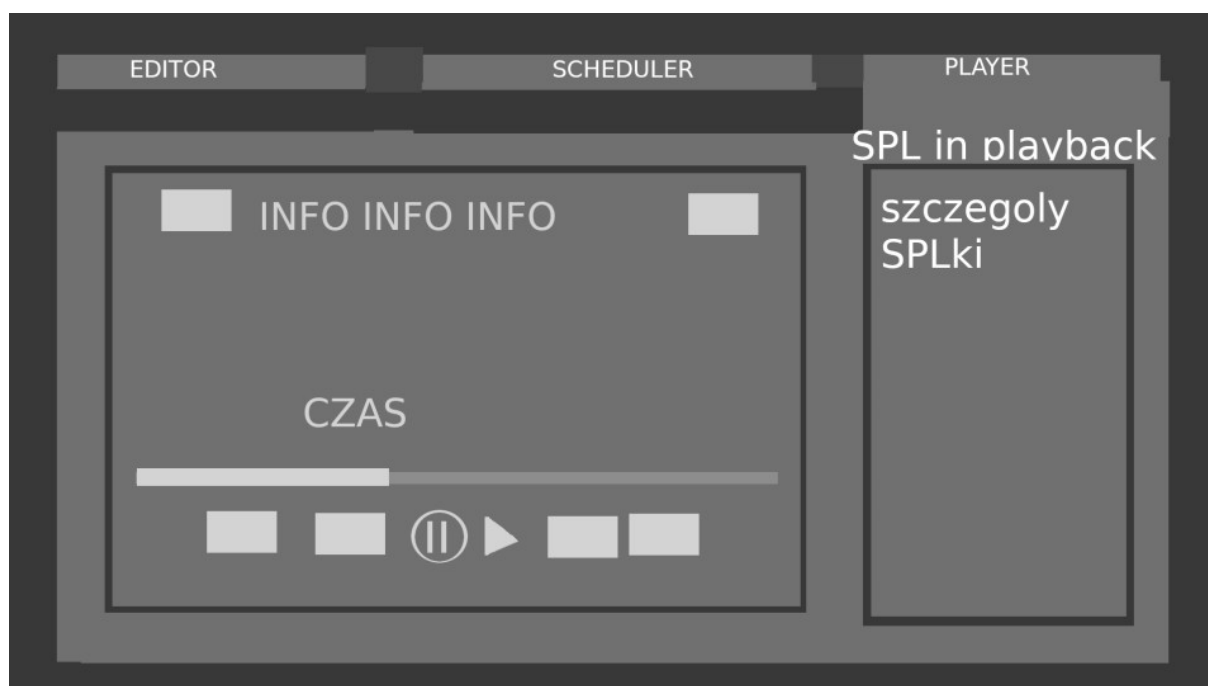 EDITOR
SCHEDULER
PLAYER
SPL in playback
INFO INFO INFO
szczegoly
SPLki
CZAS